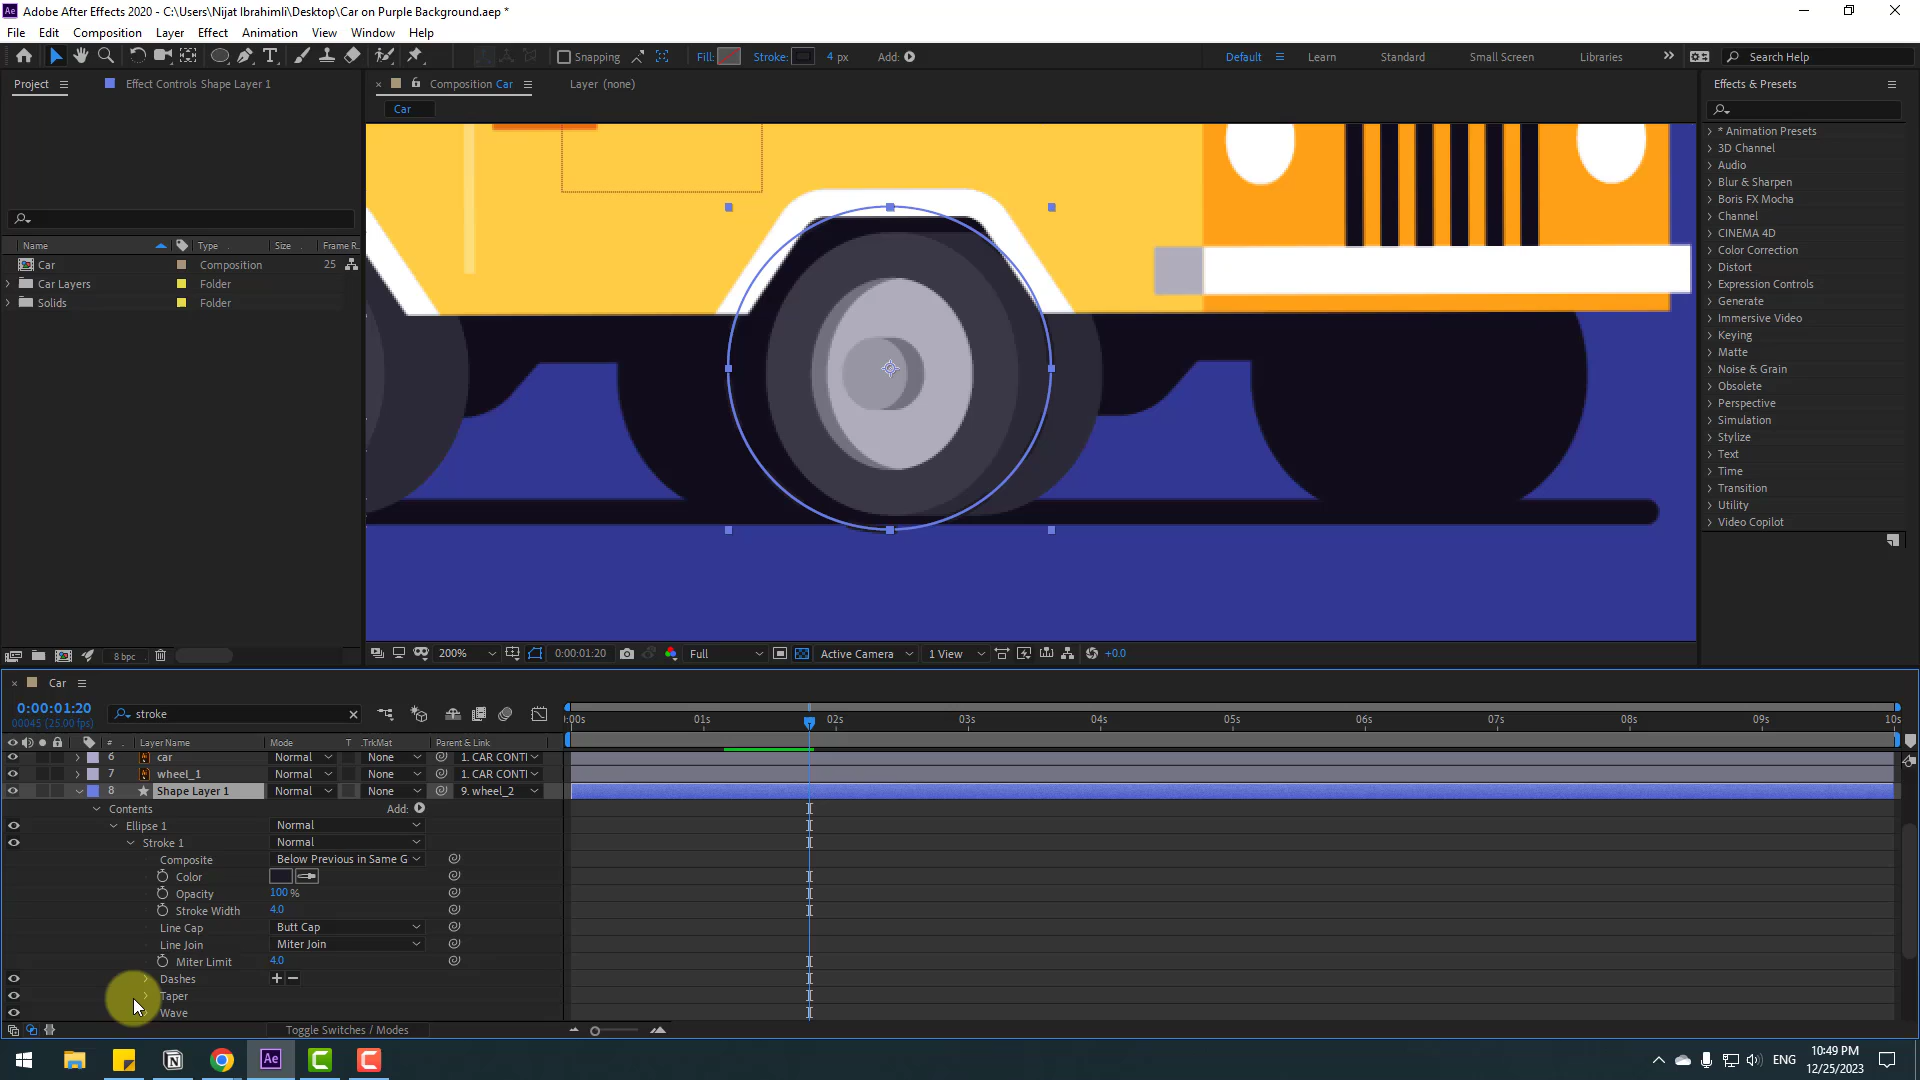 Adobe After Effects 2020 - C:\Users\Nijat Ibrahimli\Desktop\Car on Purple Background.aep *
File Edit Composition Layer Effect Animation View Window Help
Snapping Fill: Stroke: 4 px Add: Default Learn Standard Small Screen Libraries Search Help
Project Effect Controls Shape Layer 1 Composition Car Layer (none) Effects & Presets
Car
Name Type Size Frame R..
Car Composition 25
Car Layers Folder
Solids Folder
* Animation Presets
3D Channel
Audio
Blur & Sharpen
Boris FX Mocha
Channel
CINEMA 4D
Color Correction
Distort
Expression Controls
Generate
Immersive Video
Keying
Matte
Noise & Grain
Obsolete
Perspective
Simulation
Stylize
Text
Time
Transition
Utility
Video Copilot
8 bpc 200% 0:00:01:20 Full Active Camera 1 View +0.0
Car
0:00:01:20
00045 (25.00 fps)
stroke
:00s 01s 02s 03s 04s 05s 06s 07s 08s 09s 10s
# Layer Name Mode T .TrkMat Parent & Link
6 car Normal None 1. CAR CONTI
7 wheel_1 Normal None 1. CAR CONTI
8 Shape Layer 1 Normal None 9. wheel_2
Contents Add:
Ellipse 1 Normal
Stroke 1 Normal
Composite Below Previous in Same G
Color
Opacity 100 %
Stroke Width 4.0
Line Cap Butt Cap
Line Join Miter Join
Miter Limit 4.0
Dashes + −
Taper
Wave
Toggle Switches / Modes
Ae
ENG
10:49 PM
12/25/2023